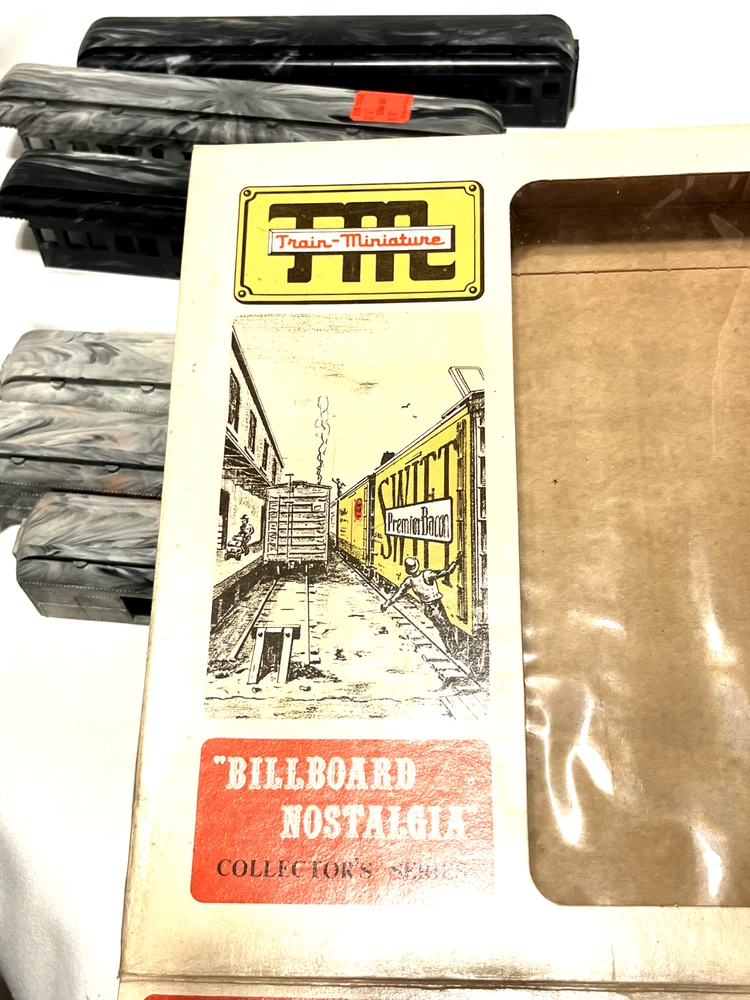 TM
Train-Miniature
SWIFT
Premium Bacon
"BILLBOARD
NOSTALGIA"
COLLECTOR'S SERIES